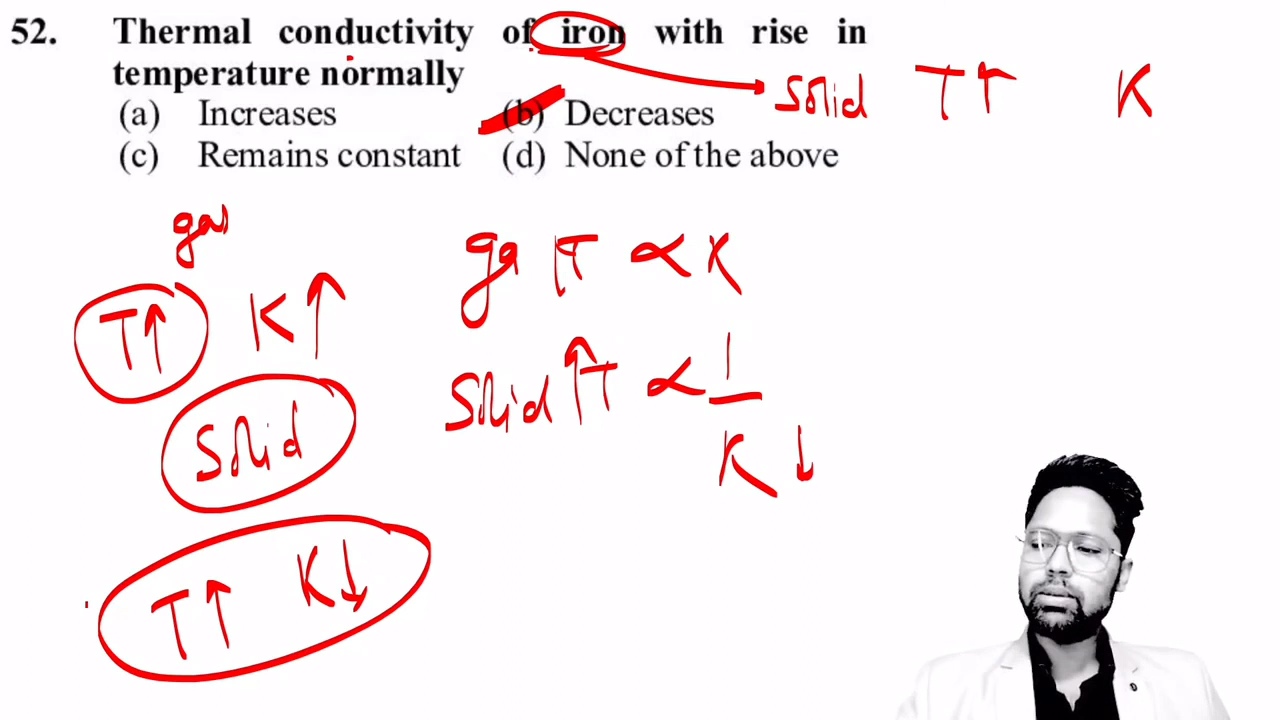 52. Thermal conductivity of iron with rise in
temperature normally
(a) Increases (b) Decreases
(c) Remains constant (d) None of the above
Solid T↑ K
gas
T↑ K↑
Solid
T↑ K↓
ga T ∝ K
Solid ↑T ∝ 1/K ↓